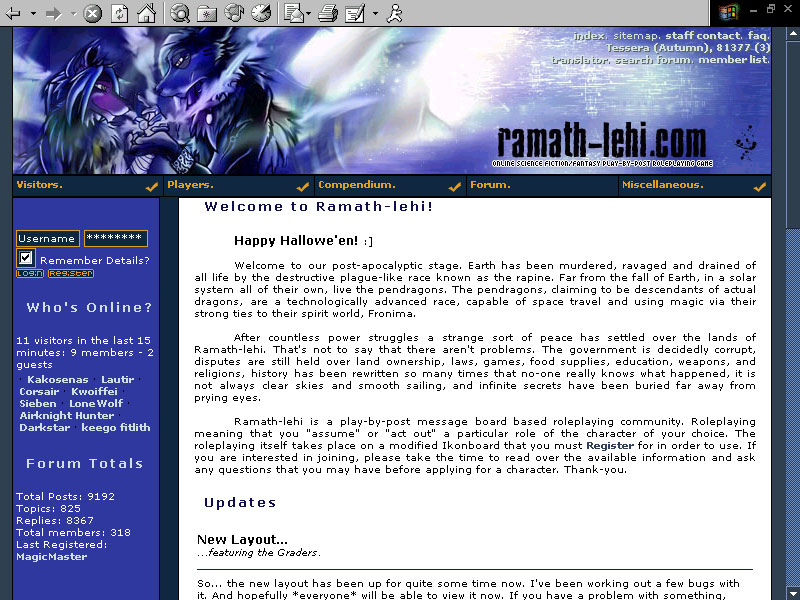 index. sitemap. staff contact. faq.
Tessera (Autumn), 81377 (3)
translator. search forum. member list.
ramath-lehi.com
ONLINE SCIENCE FICTION/FANTASY PLAY-BY-POST ROLEPLAYING GAME
Visitors. Players. Compendium. Forum. Miscellaneous.
Username ********
Remember Details?
Login Register
Who's Online?
11 visitors in the last 15
minutes: 9 members - 2
guests
· Kakosenas · Lautir ·
Corsair · Kwoiffei ·
Sieben · LoneWolf ·
Airknight Hunter ·
Darkstar · keego fitlith
Forum Totals
Total Posts: 9192
Topics: 825
Replies: 8367
Total members: 318
Last Registered:
MagicMaster
Welcome to Ramath-lehi!
Happy Hallowe'en! :]
Welcome to our post-apocalyptic stage. Earth has been murdered, ravaged and drained of
all life by the destructive plague-like race known as the rapine. Far from the fall of Earth, in a solar
system all of their own, live the pendragons. The pendragons, claiming to be descendants of actual
dragons, are a technologically advanced race, capable of space travel and using magic via their
strong ties to their spirit world, Fronima.
After countless power struggles a strange sort of peace has settled over the lands of
Ramath-lehi. That's not to say that there aren't problems. The government is decidedly corrupt,
disputes are still held over land ownership, laws, games, food supplies, education, weapons, and
religions, history has been rewritten so many times that no-one really knows what happened, it is
not always clear skies and smooth sailing, and infinite secrets have been buried far away from
prying eyes.
Ramath-lehi is a play-by-post message board based roleplaying community. Roleplaying
meaning that you "assume" or "act out" a particular role of the character of your choice. The
roleplaying itself takes place on a modified Ikonboard that you must Register for in order to use. If
you are interested in joining, please take the time to read over the available information and ask
any questions that you may have before applying for a character. Thank-you.
Updates
New Layout...
...featuring the Graders.
So... the new layout has been up for quite some time now. I've been working out a few bugs with
it. And hopefully *everyone* will be able to view it now. If you have a problem with something,